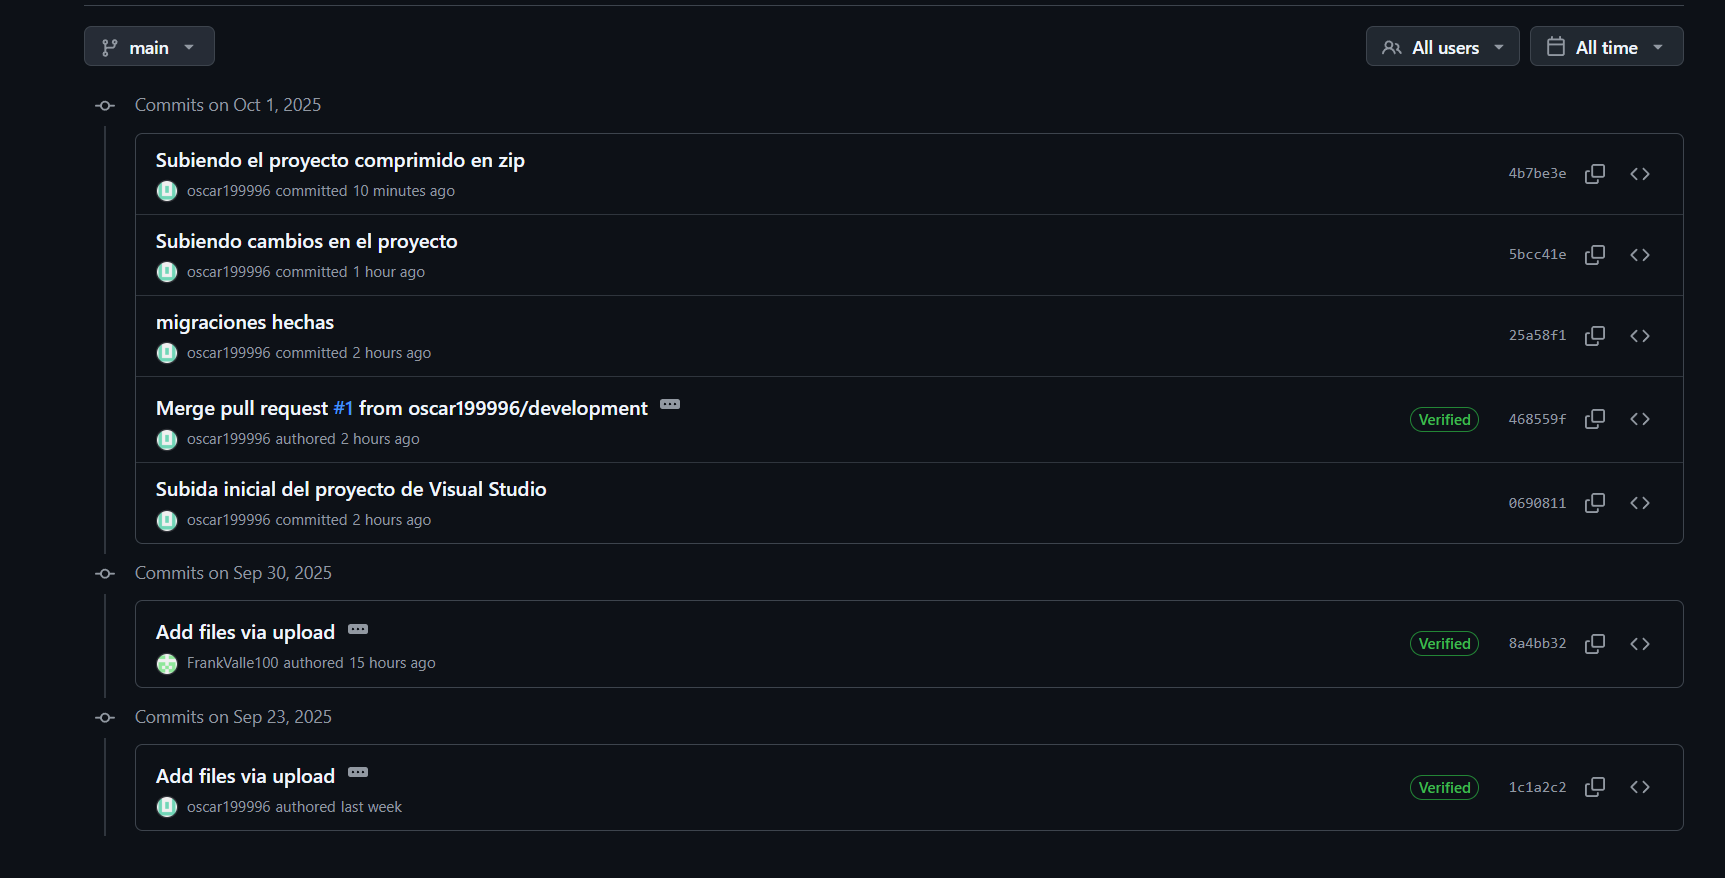 main
All users
All time
Commits on Oct 1, 2025
Subiendo el proyecto comprimido en zip
oscar199996 committed 10 minutes ago
4b7be3e
Subiendo cambios en el proyecto
oscar199996 committed 1 hour ago
5bcc41e
migraciones hechas
oscar199996 committed 2 hours ago
25a58f1
Merge pull request #1 from oscar199996/development
oscar199996 authored 2 hours ago
Verified
468559f
Subida inicial del proyecto de Visual Studio
oscar199996 committed 2 hours ago
0690811
Commits on Sep 30, 2025
Add files via upload
FrankValle100 authored 15 hours ago
Verified
8a4bb32
Commits on Sep 23, 2025
Add files via upload
oscar199996 authored last week
Verified
1c1a2c2